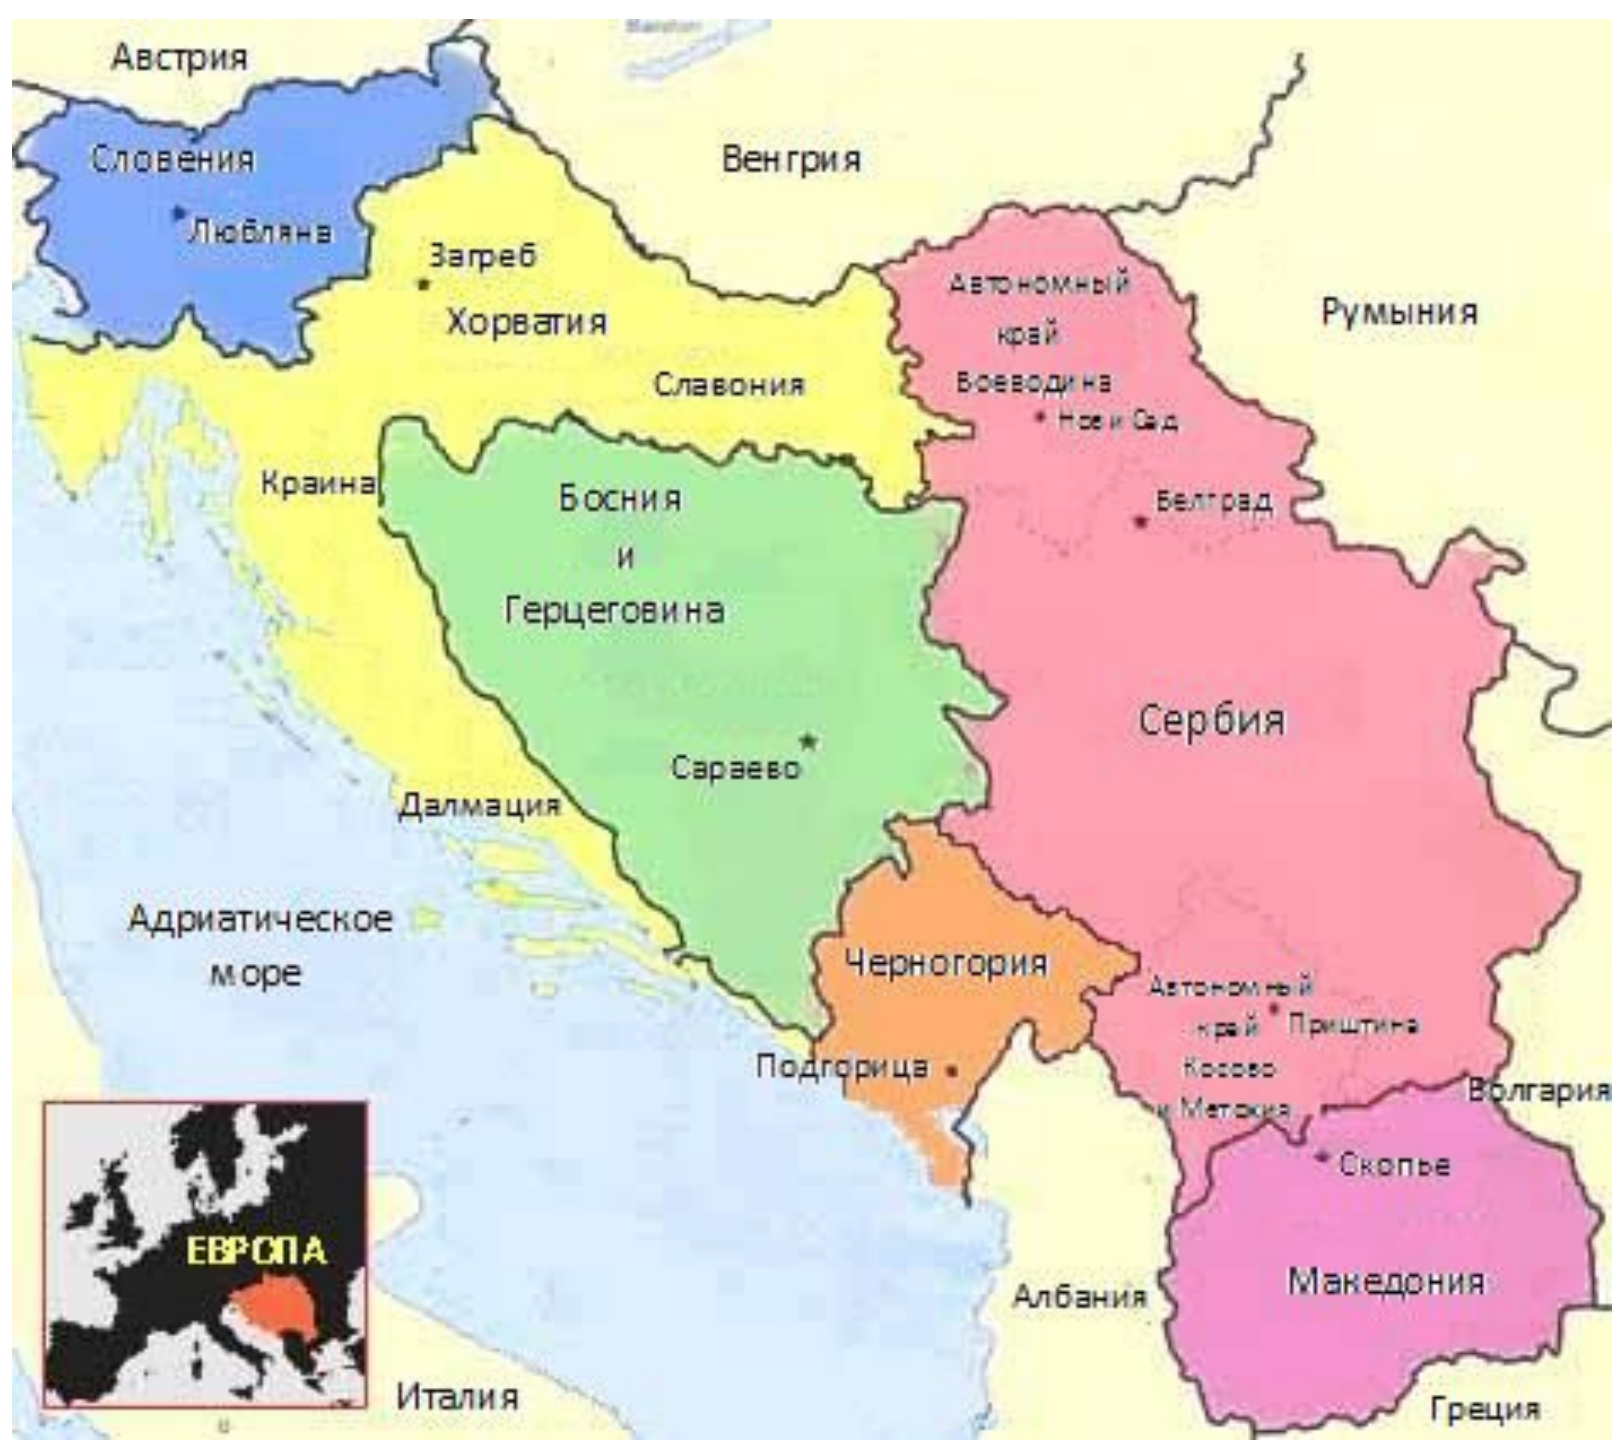 Австрия
Словения
Любляна
Венгрия
Загреб
Хорватия
Славония
Краина
Автономный
край
Воеводина
Нови Сад
Румыния
Белград
Босния
и
Герцеговина
Сербия
Сараево
Далмация
Адриатическое
море
Черногория
Подгорица
Автономный
край
Приштина
Косово
и Метохия
Болгария
Скопье
Македония
Албания
ЕВРОПА
Италия
Греция